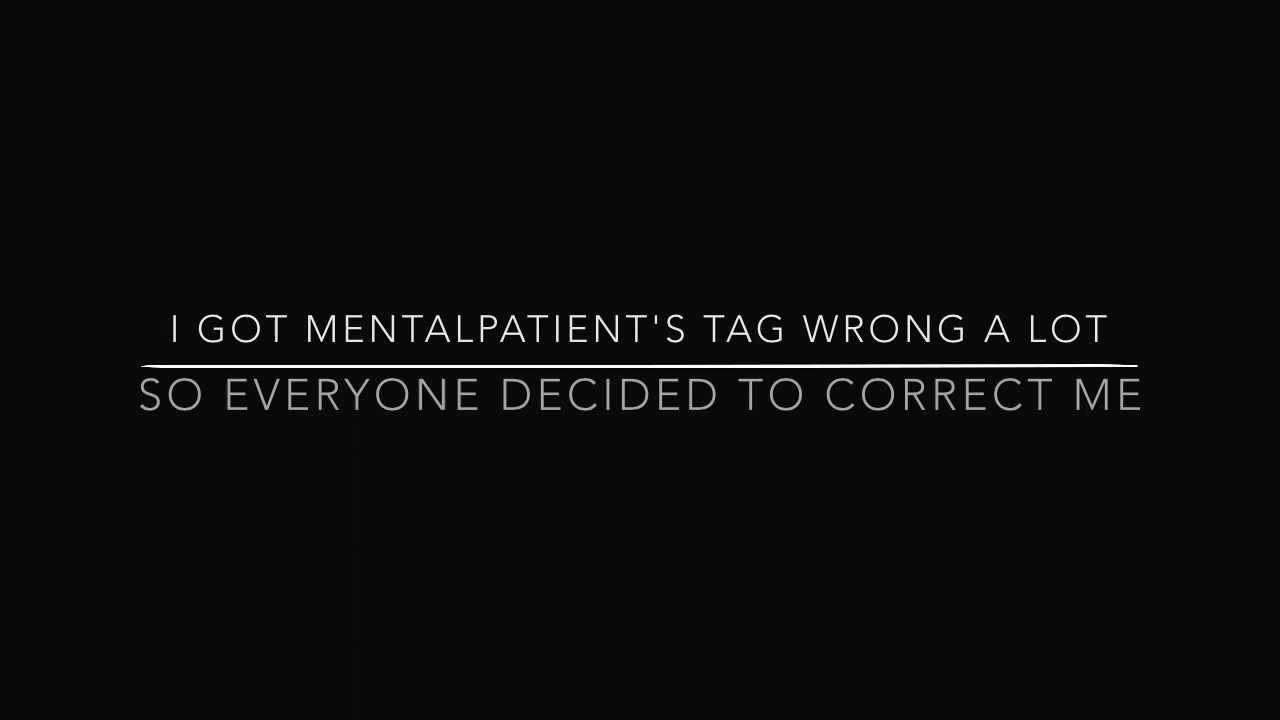 I GOT MENTALPATIENT'S TAG WRONG A LOT
SO EVERYONE DECIDED TO CORRECT ME